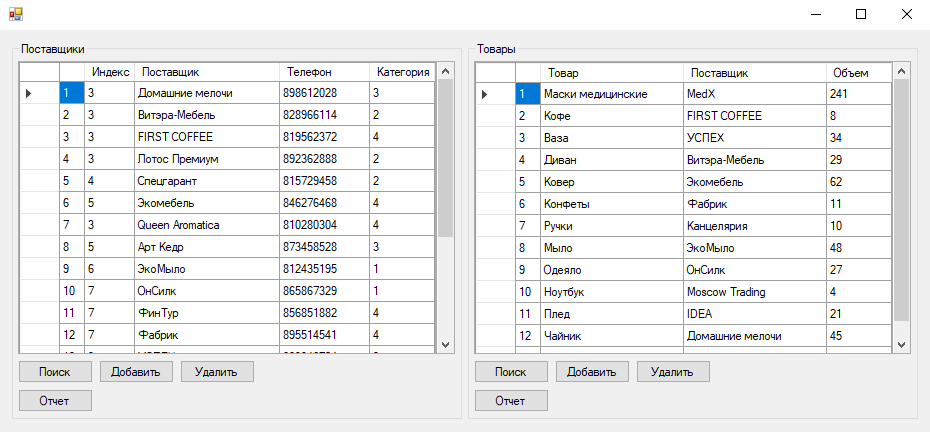 Поставщики
Индекс Поставщик Телефон Категория
1 3 Домашние мелочи 898612028 3
2 3 Витэра-Мебель 828966114 2
3 3 FIRST COFFEE 819562372 4
4 3 Лотос Премиум 892362888 2
5 4 Спецгарант 815729458 2
6 5 Экомебель 846276468 4
7 3 Queen Aromatica 810280304 4
8 5 Арт Кедр 873458528 3
9 6 ЭкоМыло 812435195 1
10 7 ОнСилк 865867329 1
11 7 ФинТур 856851882 4
12 7 Фабрик 895514541 4
Поиск Добавить Удалить
Отчет
Товары
Товар Поставщик Объем
1 Маски медицинские MedX 241
2 Кофе FIRST COFFEE 8
3 Ваза УСПЕХ 34
4 Диван Витэра-Мебель 29
5 Ковер Экомебель 62
6 Конфеты Фабрик 11
7 Ручки Канцелярия 10
8 Мыло ЭкоМыло 48
9 Одеяло ОнСилк 27
10 Ноутбук Moscow Trading 4
11 Плед IDEA 21
12 Чайник Домашние мелочи 45
Поиск Добавить Удалить
Отчет